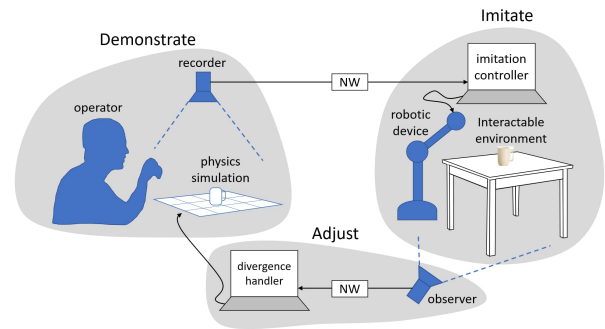 Imitate
Demonstrate
recorder
NW
imitation
controller
operator
robotic
device
Interactable
environment
physics
simulation
Adjust
divergence
handler
NW
observer